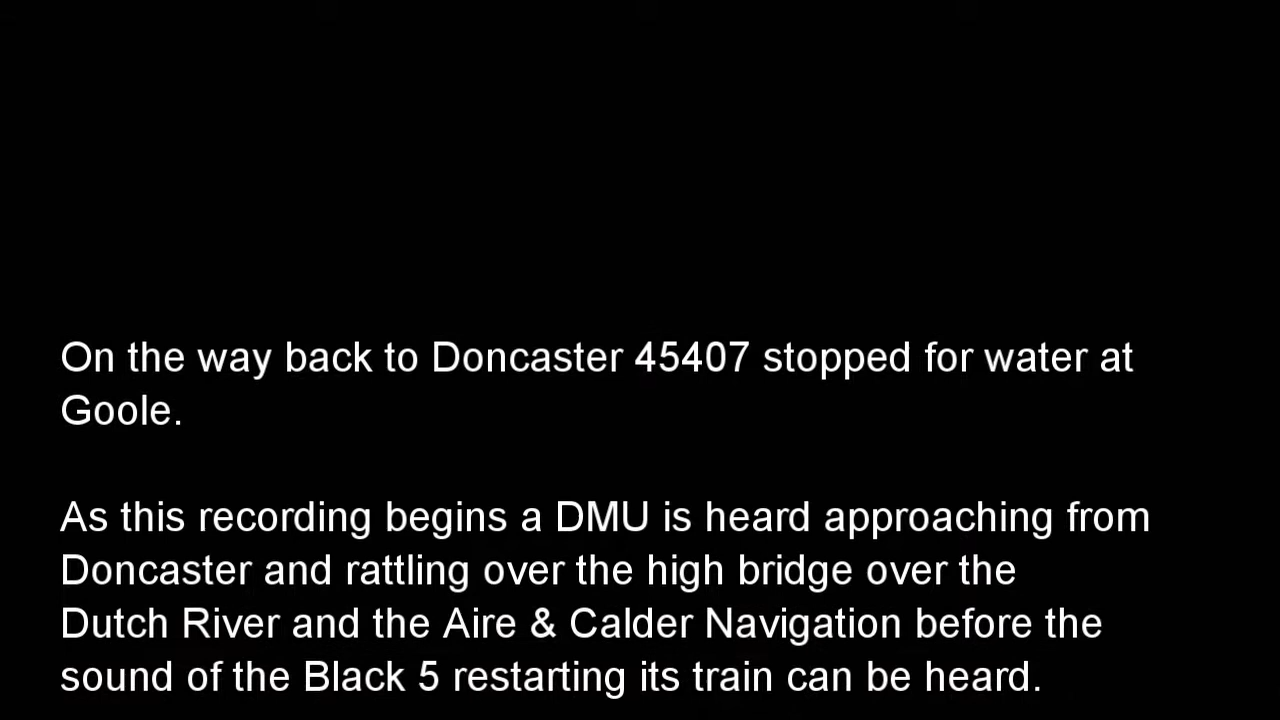 On the way back to Doncaster 45407 stopped for water at
Goole.
As this recording begins a DMU is heard approaching from
Doncaster and rattling over the high bridge over the
Dutch River and the Aire & Calder Navigation before the
sound of the Black 5 restarting its train can be heard.